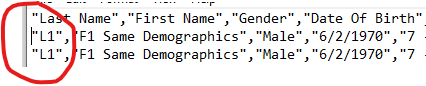 "Last Name","First Name","Gender","Date Of Birth",
"L1","F1 Same Demographics","Male","6/2/1970","7
"L1","F1 Same Demographics","Male","6/2/1970","7